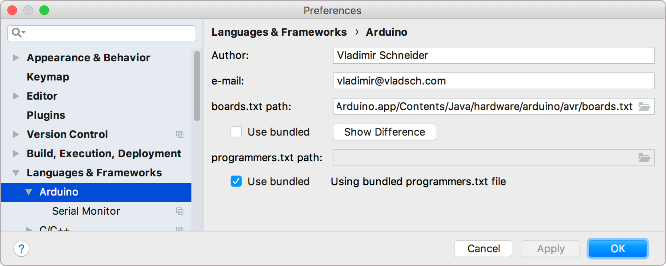 Preferences
Languages & Frameworks › Arduino
Appearance & Behavior
Keymap
Editor
Plugins
Version Control
Build, Execution, Deployment
Languages & Frameworks
Arduino
Serial Monitor
C/C++
Author: Vladimir Schneider
e-mail: vladimir@vladsch.com
boards.txt path: Arduino.app/Contents/Java/hardware/arduino/avr/boards.txt
Use bundled Show Difference
programmers.txt path:
Use bundled Using bundled programmers.txt file
? Cancel Apply OK